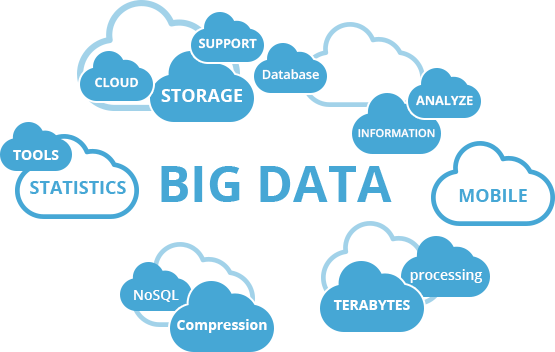 SUPPORT
CLOUD
STORAGE
Database
ANALYZE
INFORMATION
TOOLS
STATISTICS
BIG DATA
MOBILE
NoSQL
Compression
processing
TERABYTES